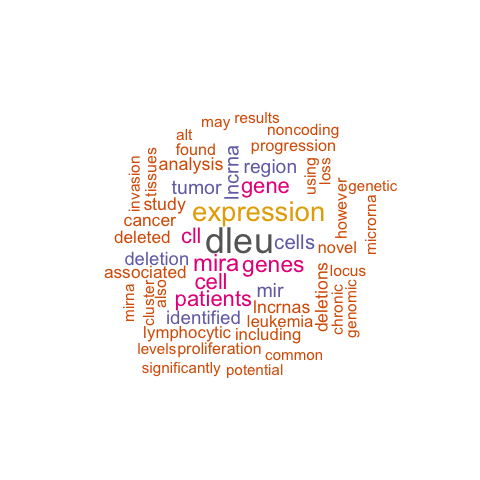 may results
alt noncoding
found progression
analysis lncrna region using loss
invasion tissues tumor gene however genetic
study expression microrna
cancer
deleted cll dleu cells novel
deletion mira genes locus
associated cell deletions
mirna cluster also patients mir chronic genomic
identified lncrnas
lymphocytic including leukemia
levels proliferation common
significantly potential